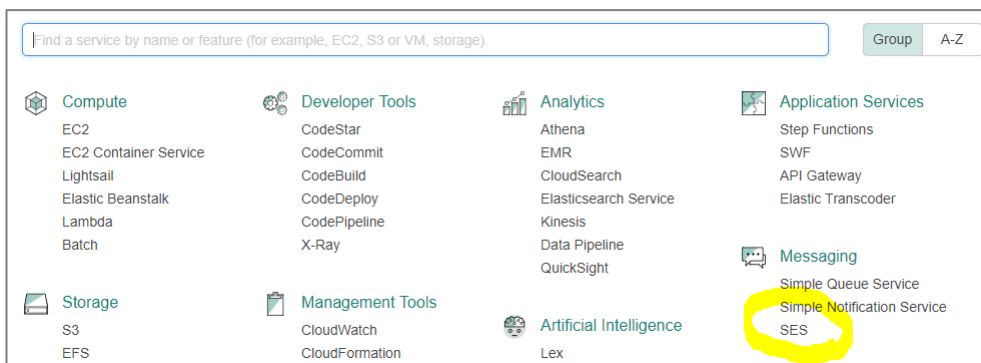 Find a service by name or feature (for example, EC2, S3 or VM, storage).
Group
A-Z
Compute
EC2
EC2 Container Service
Lightsail
Elastic Beanstalk
Lambda
Batch
Storage
S3
EFS
Developer Tools
CodeStar
CodeCommit
CodeBuild
CodeDeploy
CodePipeline
X-Ray
Management Tools
CloudWatch
CloudFormation
Analytics
Athena
EMR
CloudSearch
Elasticsearch Service
Kinesis
Data Pipeline
QuickSight
Artificial Intelligence
Lex
Application Services
Step Functions
SWF
API Gateway
Elastic Transcoder
Messaging
Simple Queue Service
Simple Notification Service
SES